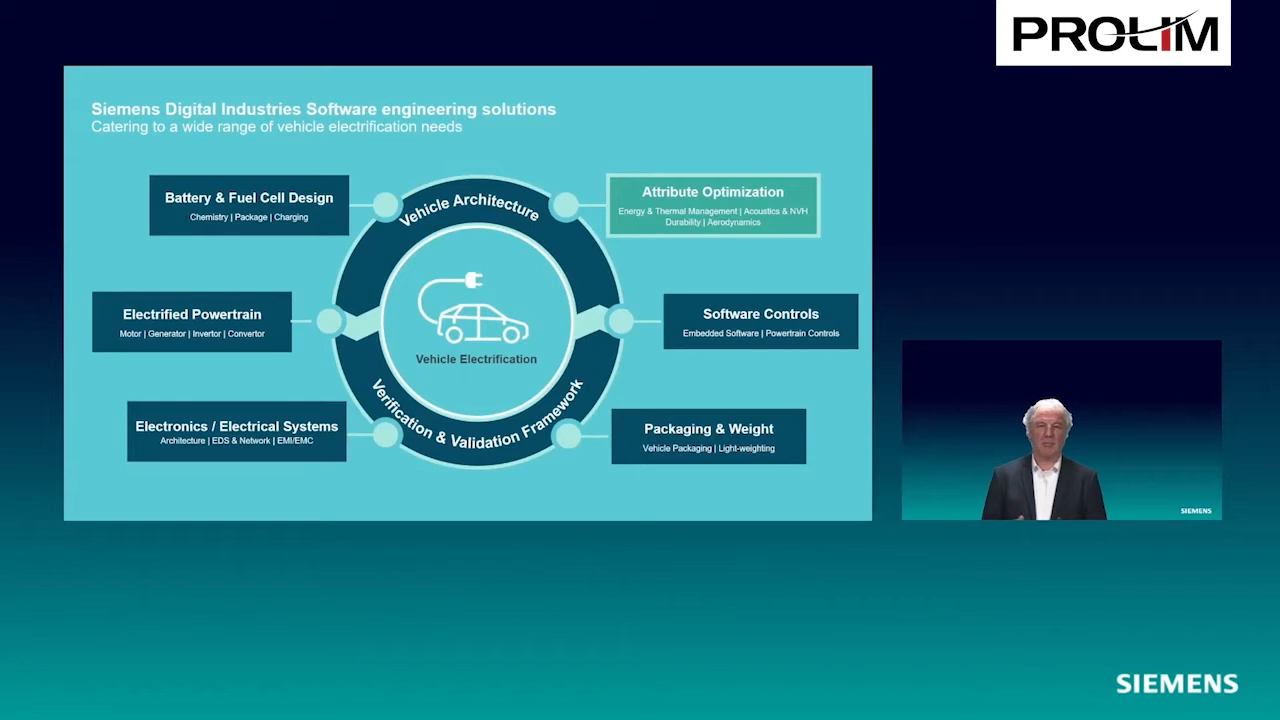 PROLIM
Siemens Digital Industries Software engineering solutions
Catering to a wide range of vehicle electrification needs
Battery & Fuel Cell Design
Chemistry | Package | Charging
Vehicle Architecture
Attribute Optimization
Energy & Thermal Management | Acoustics & NVH
Durability | Aerodynamics
Electrified Powertrain
Motor | Generator | Invertor | Convertor
Vehicle Electrification
Software Controls
Embedded Software | Powertrain Controls
Electronics / Electrical Systems
Architecture | EDS & Network | EMI/EMC
Verification & Validation Framework
Packaging & Weight
Vehicle Packaging | Light-weighting
SIEMENS
SIEMENS